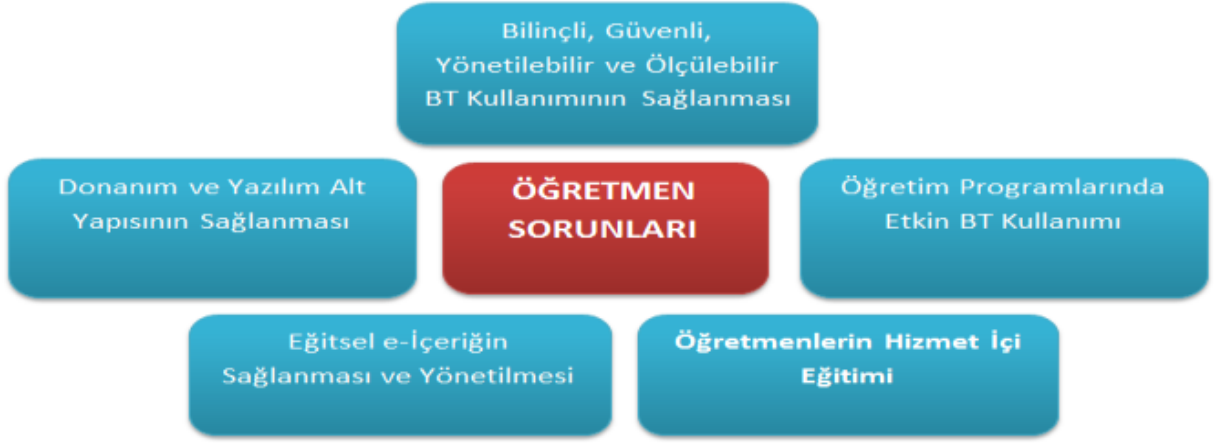 Bilinçli, Güvenli,
Yönetilebilir ve Ölçülebilir
BT Kullanımının Sağlanması
Donanım ve Yazılım Alt
Yapısının Sağlanması
ÖĞRETMEN
SORUNLARI
Öğretim Programlarında
Etkin BT Kullanımı
Eğitsel e-İçeriğin
Sağlanması ve Yönetilmesi
Öğretmenlerin Hizmet İçi
Eğitimi